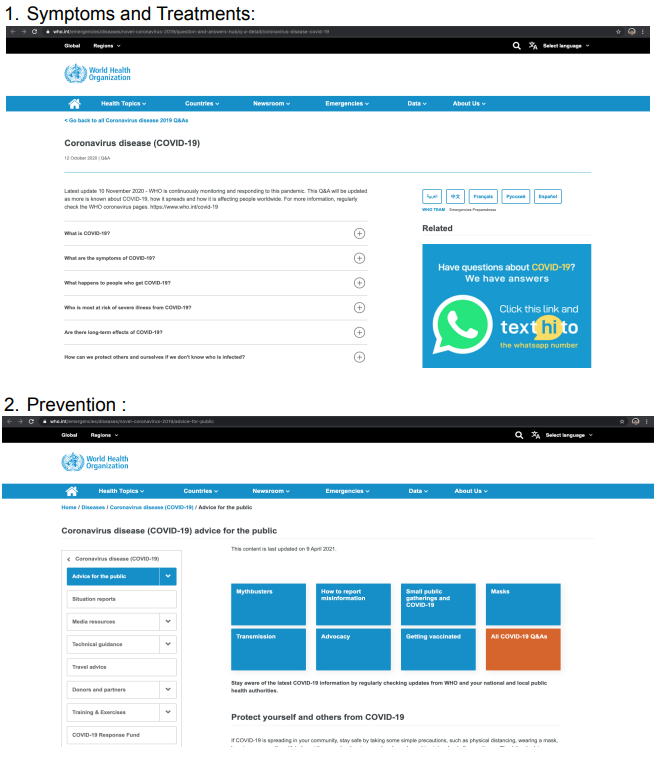 1. Symptoms and Treatments:
who.int/emergencies/diseases/novel-coronavirus-2019/question-and-answers-hub/q-a-detail/coronavirus-disease-covid-19
Global Regions Select language
World Health
Organization
Health Topics Countries Newsroom Emergencies Data About Us
< Go back to all Coronavirus disease 2019 Q&As
Coronavirus disease (COVID-19)
12 October 2020 | Q&A
Latest update 10 November 2020 - WHO is continuously monitoring and responding to this pandemic. This Q&A will be updated
as more is known about COVID-19, how it spreads and how it is affecting people worldwide. For more information, regularly
check the WHO coronavirus pages. https://www.who.int/covid-19
What is COVID-19?
What are the symptoms of COVID-19?
What happens to people who get COVID-19?
Who is most at risk of severe illness from COVID-19?
Are there long-term effects of COVID-19?
How can we protect others and ourselves if we don't know who is infected?
العربية 中文 Français Русский Español
WHO TEAM Emergencies Preparedness
Related
Have questions about COVID-19?
We have answers
Click this link and
text hi to
the whatsapp number
2. Prevention :
who.int/emergencies/diseases/novel-coronavirus-2019/advice-for-public
Global Regions Select language
World Health
Organization
Health Topics Countries Newsroom Emergencies Data About Us
Home / Diseases / Coronavirus disease (COVID-19) / Advice for the public
Coronavirus disease (COVID-19) advice for the public
Coronavirus disease (COVID-19)
Advice for the public
Situation reports
Media resources
Technical guidance
Travel advice
Donors and partners
Training & Exercises
COVID-19 Response Fund
This content is last updated on 9 April 2021.
Mythbusters
How to report
misinformation
Small public
gatherings and
COVID-19
Masks
Transmission
Advocacy
Getting vaccinated
All COVID-19 Q&As
Stay aware of the latest COVID-19 information by regularly checking updates from WHO and your national and local public
health authorities.
Protect yourself and others from COVID-19
If COVID-19 is spreading in your community, stay safe by taking some simple precautions, such as physical distancing, wearing a mask,